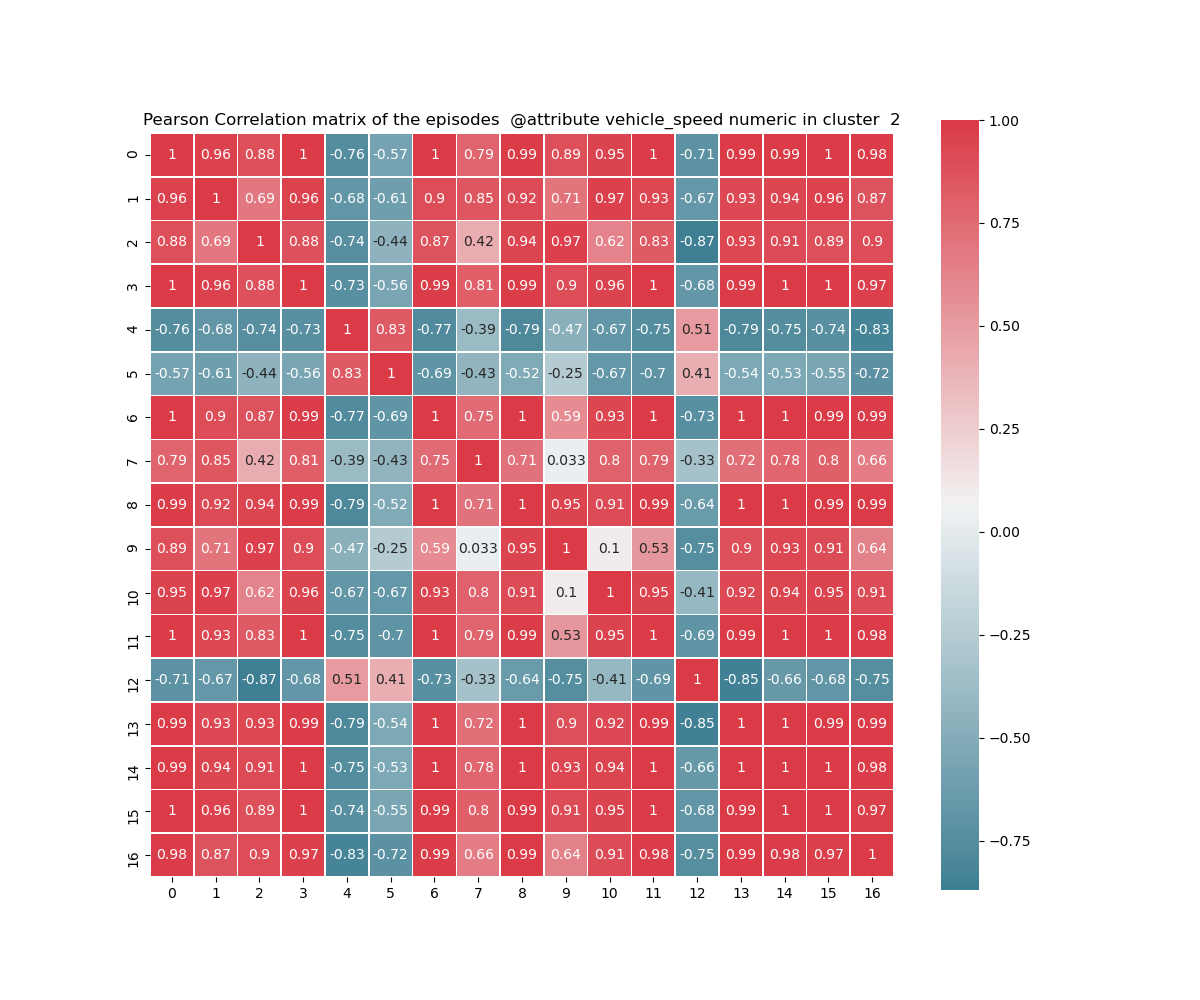 Pearson Correlation matrix of the episodes  @attribute vehicle_speed numeric in cluster  2
0 1 0.96 0.88 1 -0.76 -0.57 1 0.79 0.99 0.89 0.95 1 -0.71 0.99 0.99 1 0.98
1 0.96 1 0.69 0.96 -0.68 -0.61 0.9 0.85 0.92 0.71 0.97 0.93 -0.67 0.93 0.94 0.96 0.87
2 0.88 0.69 1 0.88 -0.74 -0.44 0.87 0.42 0.94 0.97 0.62 0.83 -0.87 0.93 0.91 0.89 0.9
3 1 0.96 0.88 1 -0.73 -0.56 0.99 0.81 0.99 0.9 0.96 1 -0.68 0.99 1 1 0.97
4 -0.76 -0.68 -0.74 -0.73 1 0.83 -0.77 -0.39 -0.79 -0.47 -0.67 -0.75 0.51 -0.79 -0.75 -0.74 -0.83
5 -0.57 -0.61 -0.44 -0.56 0.83 1 -0.69 -0.43 -0.52 -0.25 -0.67 -0.7 0.41 -0.54 -0.53 -0.55 -0.72
6 1 0.9 0.87 0.99 -0.77 -0.69 1 0.75 1 0.59 0.93 1 -0.73 1 1 0.99 0.99
7 0.79 0.85 0.42 0.81 -0.39 -0.43 0.75 1 0.71 0.033 0.8 0.79 -0.33 0.72 0.78 0.8 0.66
8 0.99 0.92 0.94 0.99 -0.79 -0.52 1 0.71 1 0.95 0.91 0.99 -0.64 1 1 0.99 0.99
9 0.89 0.71 0.97 0.9 -0.47 -0.25 0.59 0.033 0.95 1 0.1 0.53 -0.75 0.9 0.93 0.91 0.64
10 0.95 0.97 0.62 0.96 -0.67 -0.67 0.93 0.8 0.91 0.1 1 0.95 -0.41 0.92 0.94 0.95 0.91
11 1 0.93 0.83 1 -0.75 -0.7 1 0.79 0.99 0.53 0.95 1 -0.69 0.99 1 1 0.98
12 -0.71 -0.67 -0.87 -0.68 0.51 0.41 -0.73 -0.33 -0.64 -0.75 -0.41 -0.69 1 -0.85 -0.66 -0.68 -0.75
13 0.99 0.93 0.93 0.99 -0.79 -0.54 1 0.72 1 0.9 0.92 0.99 -0.85 1 1 0.99 0.99
14 0.99 0.94 0.91 1 -0.75 -0.53 1 0.78 1 0.93 0.94 1 -0.66 1 1 1 0.98
15 1 0.96 0.89 1 -0.74 -0.55 0.99 0.8 0.99 0.91 0.95 1 -0.68 0.99 1 1 0.97
16 0.98 0.87 0.9 0.97 -0.83 -0.72 0.99 0.66 0.99 0.64 0.91 0.98 -0.75 0.99 0.98 0.97 1
0 1 2 3 4 5 6 7 8 9 10 11 12 13 14 15 16
1.00
0.75
0.50
0.25
0.00
−0.25
−0.50
−0.75